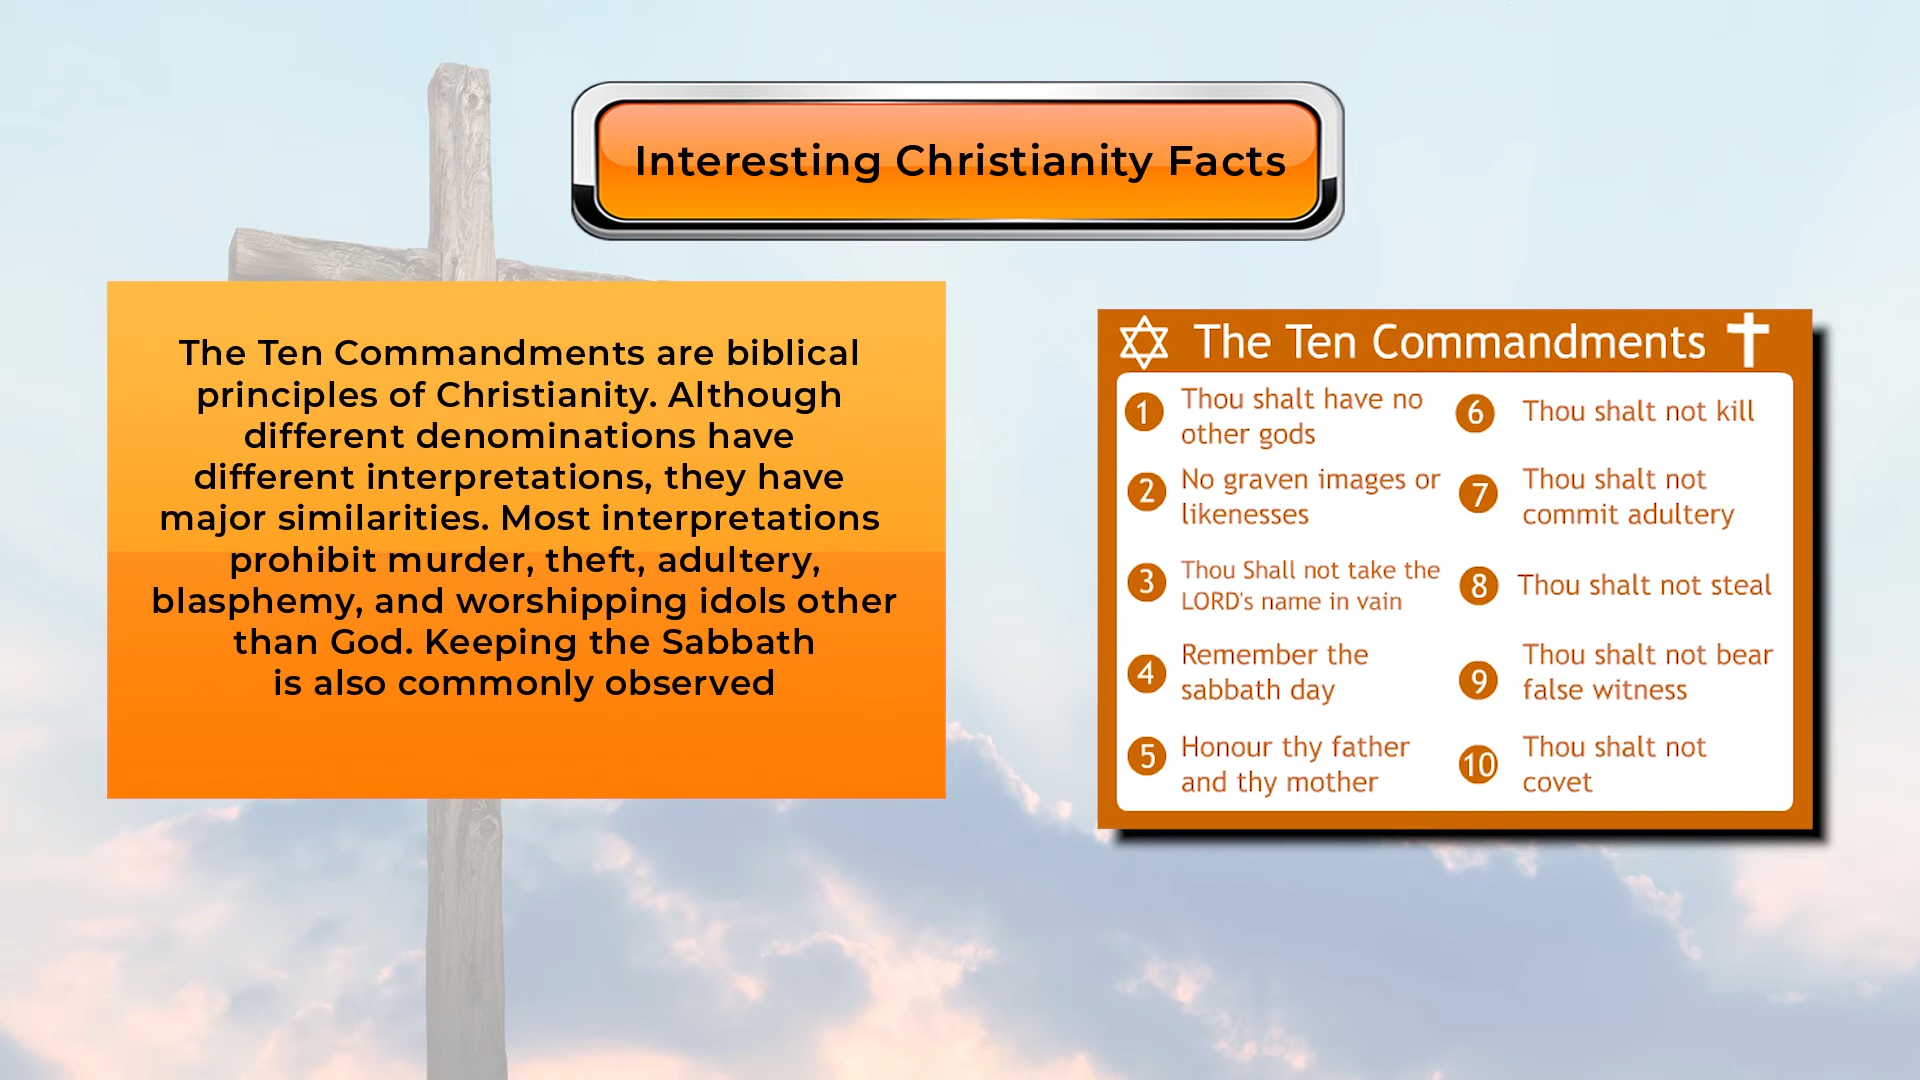 Interesting Christianity Facts
The Ten Commandments are biblical
principles of Christianity. Although
different denominations have
different interpretations, they have
major similarities. Most interpretations
prohibit murder, theft, adultery,
blasphemy, and worshipping idols other
than God. Keeping the Sabbath
is also commonly observed
The Ten Commandments
1 Thou shalt have no
other gods
2 No graven images or
likenesses
3 Thou Shall not take the
LORD's name in vain
4 Remember the
sabbath day
5 Honour thy father
and thy mother
6 Thou shalt not kill
7 Thou shalt not
commit adultery
8 Thou shalt not steal
9 Thou shalt not bear
false witness
10 Thou shalt not
covet